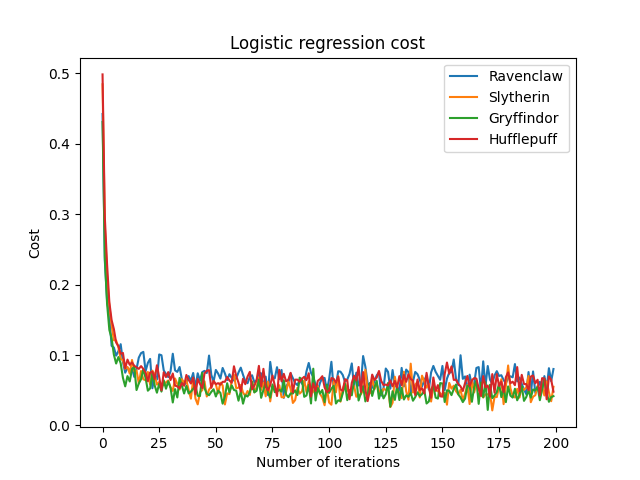 Logistic regression cost
Ravenclaw
Slytherin
Gryffindor
Hufflepuff
Cost
0.5
0.4
0.3
0.2
0.1
0.0
0 25 50 75 100 125 150 175 200
Number of iterations